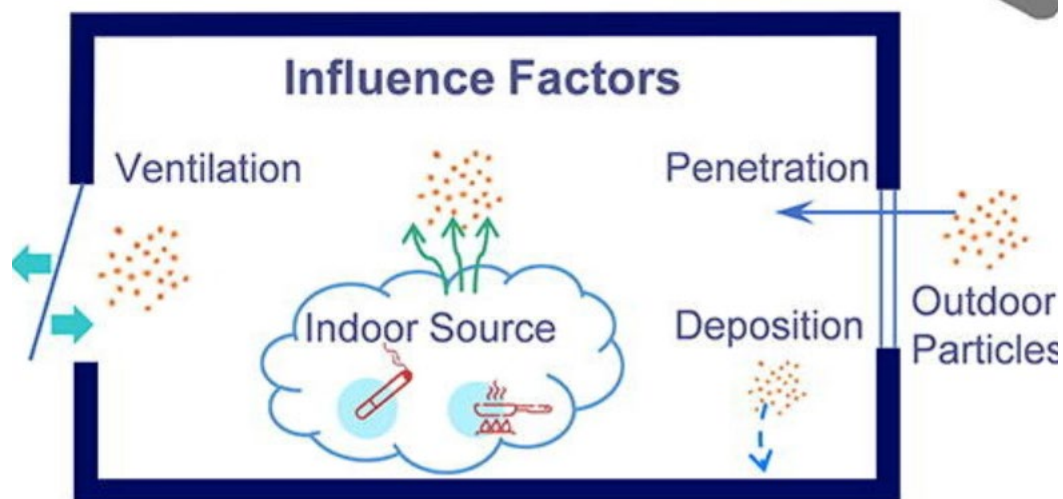 Influence Factors
Ventilation
Penetration
Indoor Source
Deposition
Outdoor
Particles